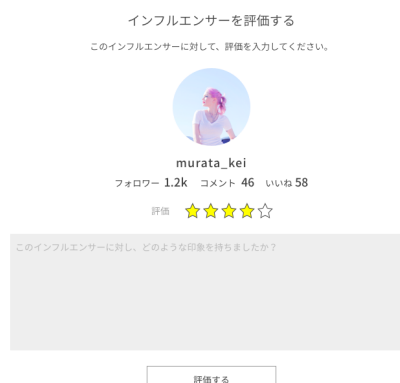 インフルエンサーを評価する
このインフルエンサーに対して、評価を入力してください。
murata_kei
フォロワー 1.2k コメント 46 いいね 58
評価
このインフルエンサーに対し、どのような印象を持ちましたか？
評価する